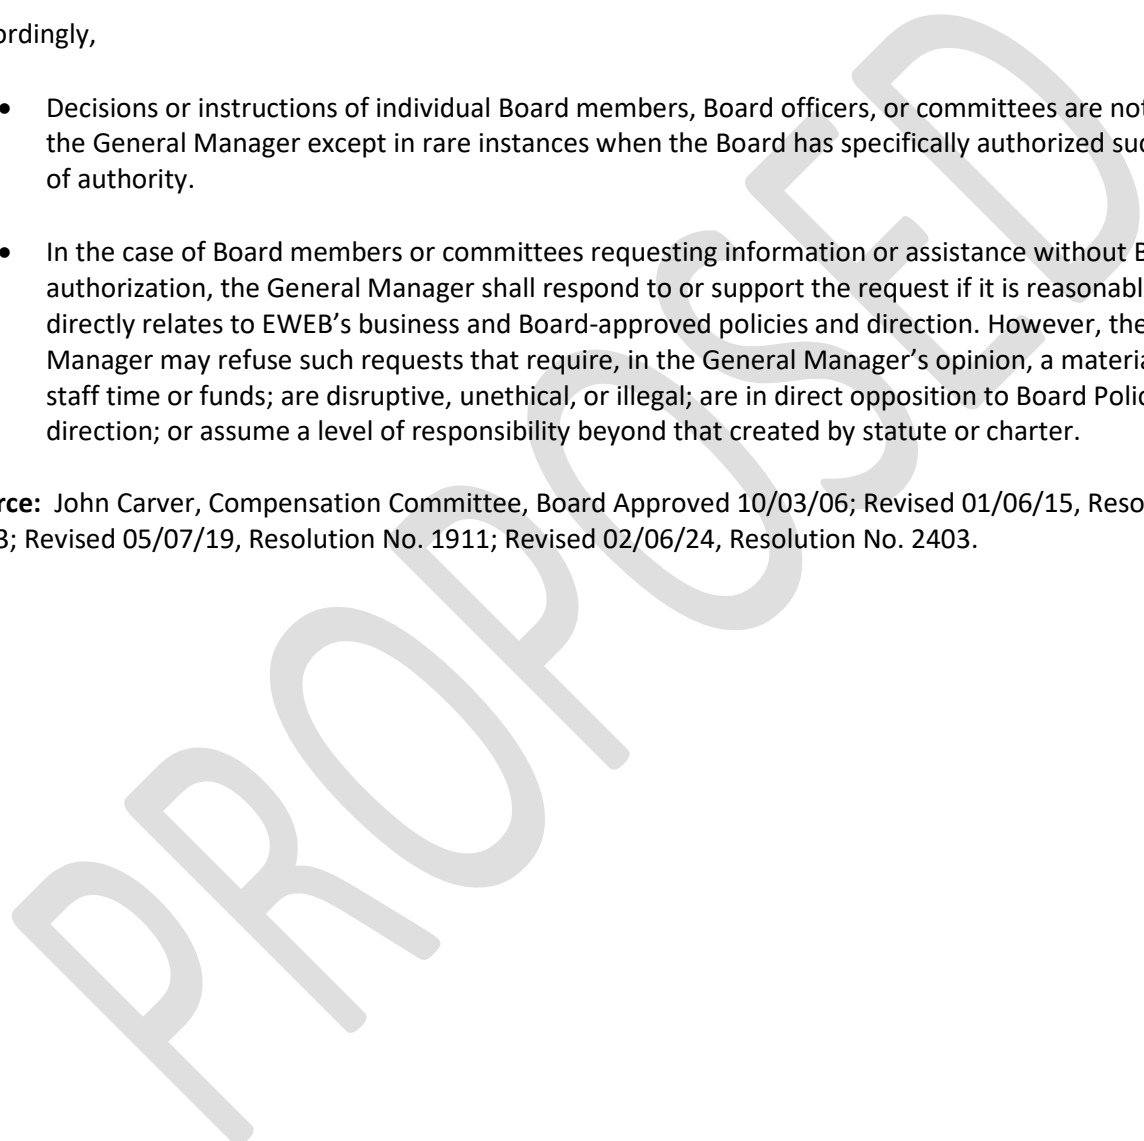 ordingly,
• Decisions or instructions of individual Board members, Board officers, or committees are not
the General Manager except in rare instances when the Board has specifically authorized suc
of authority.
• In the case of Board members or committees requesting information or assistance without B
authorization, the General Manager shall respond to or support the request if it is reasonabl
directly relates to EWEB’s business and Board-approved policies and direction. However, the
Manager may refuse such requests that require, in the General Manager’s opinion, a materia
staff time or funds; are disruptive, unethical, or illegal; are in direct opposition to Board Polic
direction; or assume a level of responsibility beyond that created by statute or charter.
rce: John Carver, Compensation Committee, Board Approved 10/03/06; Revised 01/06/15, Reso
3; Revised 05/07/19, Resolution No. 1911; Revised 02/06/24, Resolution No. 2403.
PROPOSED